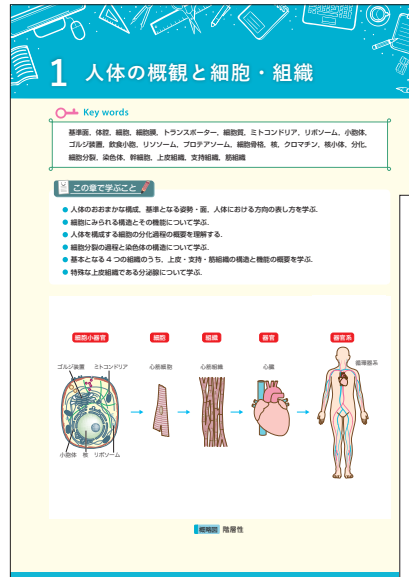 1 人体の概観と細胞・組織
Key words
基準面，体腔，細胞，細胞膜，トランスポーター，細胞質，ミトコンドリア，リボソーム，小胞体，
ゴルジ装置，飲食小胞，リソソーム，プロテアソーム，細胞骨格，核，クロマチン，核小体，分化，
細胞分裂，染色体，幹細胞，上皮組織，支持組織，筋組織
この章で学ぶこと
● 人体のおおまかな構成，基準となる姿勢・面，人体における方向の表し方を学ぶ．
● 細胞にみられる構造とその機能について学ぶ．
● 人体を構成する細胞の分化過程の概要を理解する．
● 細胞分裂の過程と染色体の構造について学ぶ．
● 基本となる 4 つの組織のうち，上皮・支持・筋組織の構造と機能の概要を学ぶ．
● 特殊な上皮組織である分泌腺について学ぶ．
細胞小器官 細胞 組織 器官 器官系
ゴルジ装置 ミトコンドリア 心筋細胞 心筋組織 心臓 循環器系
小胞体 核 リボソーム
概略図 階層性